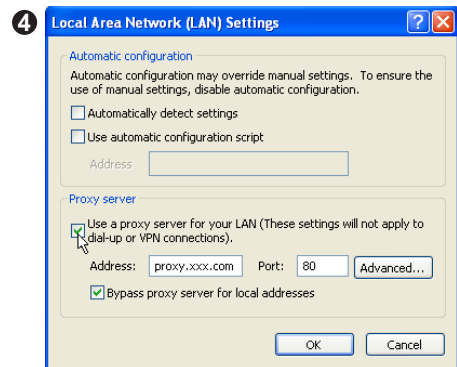 4
Local Area Network (LAN) Settings
Automatic configuration
Automatic configuration may override manual settings. To ensure the
use of manual settings, disable automatic configuration.
Automatically detect settings
Use automatic configuration script
Address
Proxy server
Use a proxy server for your LAN (These settings will not apply to
dial-up or VPN connections).
Address: proxy.xxx.com Port: 80 Advanced...
Bypass proxy server for local addresses
OK Cancel